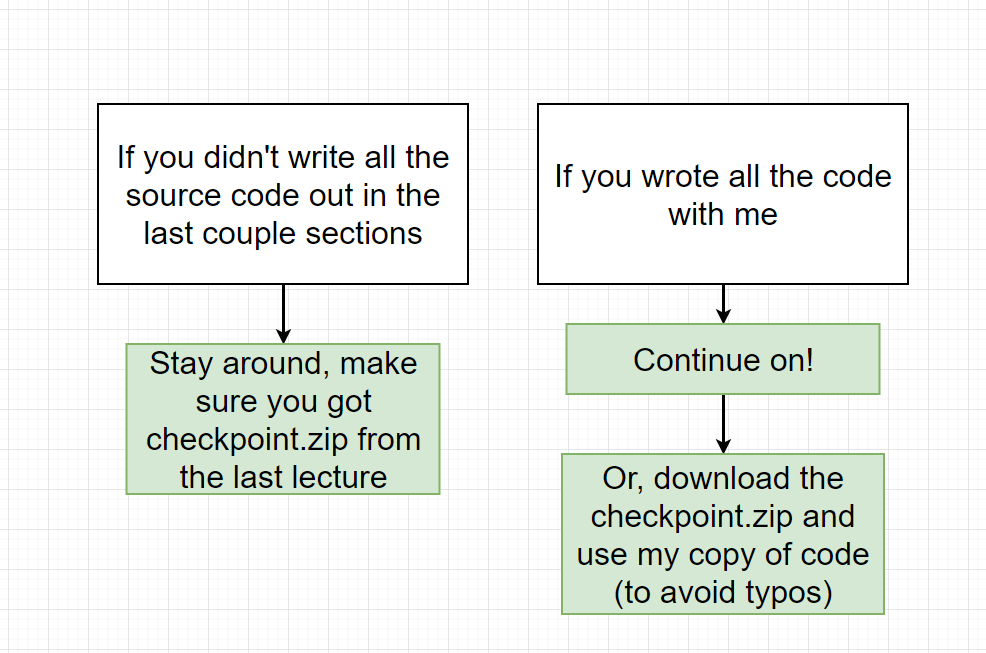 If you didn't write all the
source code out in the
last couple sections
Stay around, make
sure you got
checkpoint.zip from
the last lecture
If you wrote all the code
with me
Continue on!
Or, download the
checkpoint.zip and
use my copy of code
(to avoid typos)